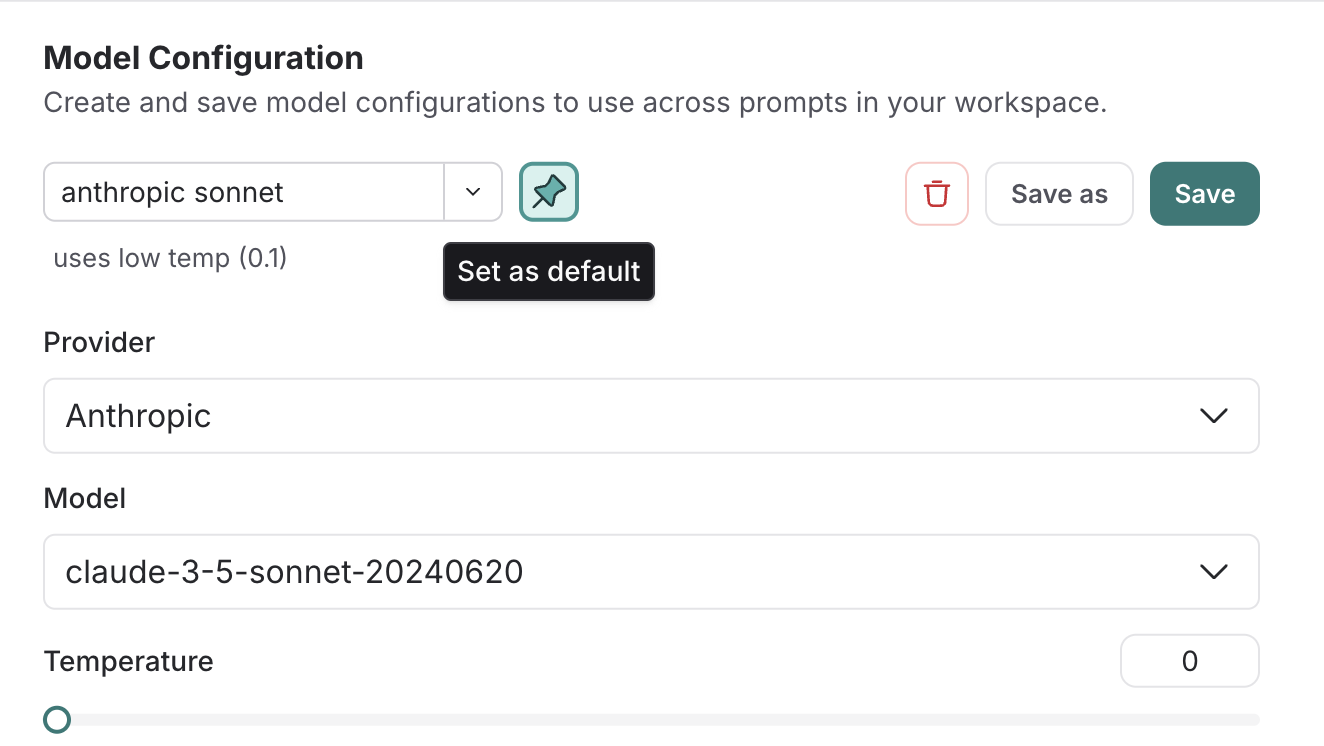 Model Configuration
Create and save model configurations to use across prompts in your workspace.
anthropic sonnet
Save as
Save
uses low temp (0.1)
Set as default
Provider
Anthropic
Model
claude-3-5-sonnet-20240620
Temperature
0